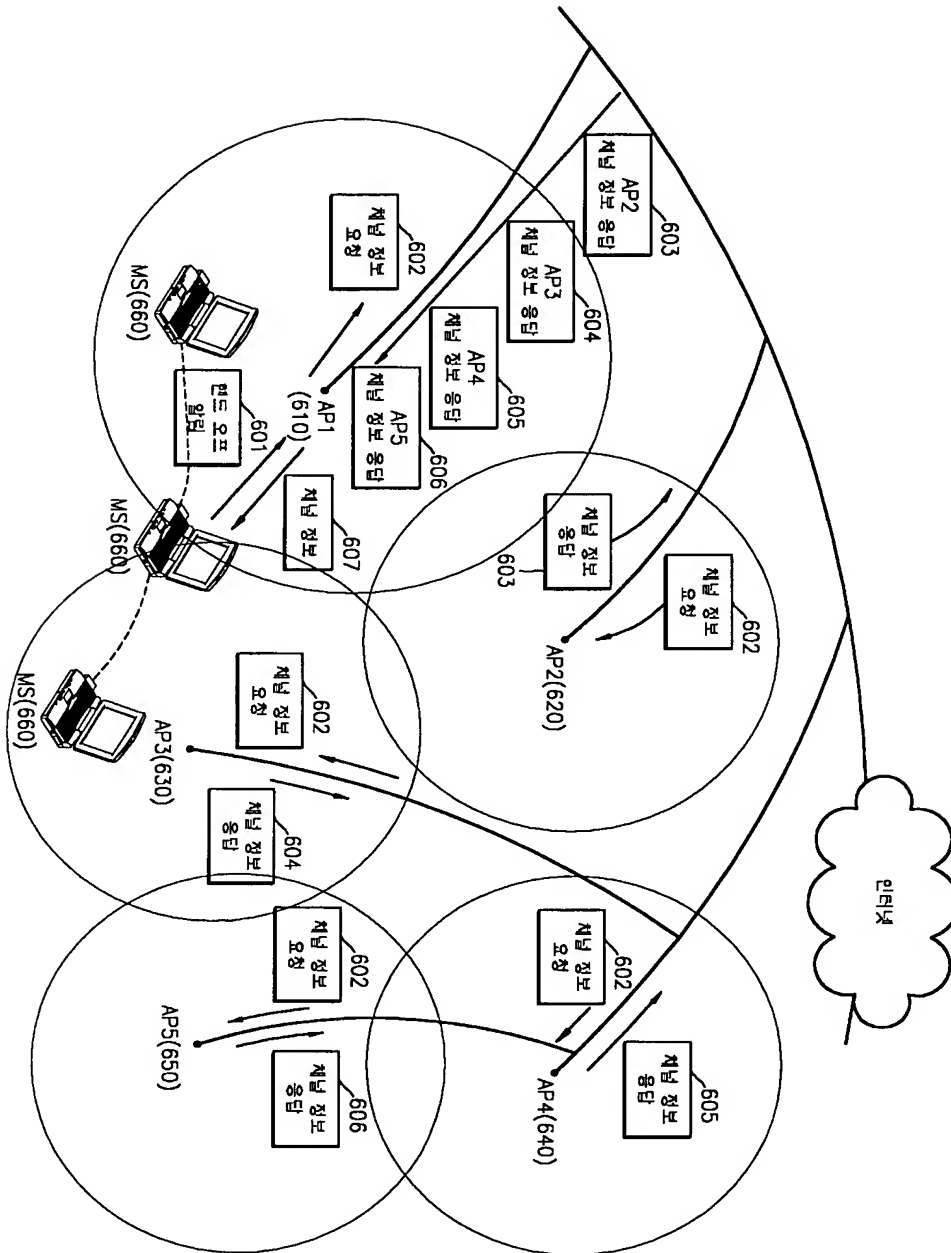 인터넷
602
채널 정보
요청
605
채널 정보
응답
603
AP2
채널 정보 응답
602
채널 정보
요청
604
AP3
채널 정보 응답
채널 정보
응답
603
AP2(620)
AP4(640)
605
AP4
채널 정보 응답
606
AP5
채널 정보 응답
602
채널 정보
요청
AP1
(610)
607
채널 정보
602
채널 정보
요청
602
채널 정보
요청
601
핸드 오프
알림
604
채널 정보
응답
606
채널 정보
응답
AP3(630)
AP5(650)
MS(660)
MS(660)
MS(660)